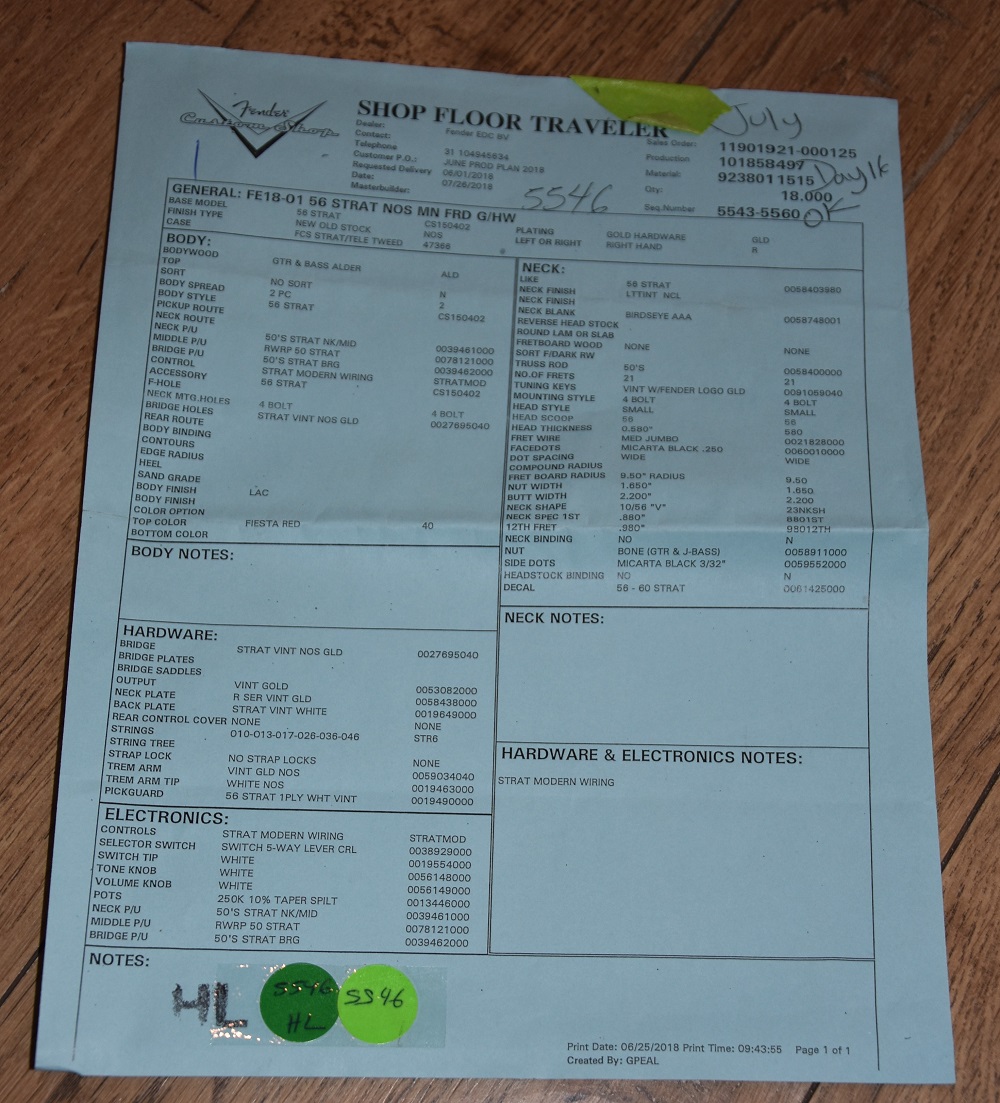 Fender
Custom Shop
SHOP FLOOR TRAVELER
July
Dealer: Fender EDC BV
Contact:
Telephone 31 104945634
Customer P.O.: JUNE PROD PLAN 2018
Requested Delivery 06/01/2018
Date: 07/26/2018
Masterbuilder:
5546
Sales Order: 11901921-000125
Production 101858497
Material: 9238011515
Qty: 18.000
Seq.Number 5543-5560
OK
GENERAL: FE18-01 56 STRAT NOS MN FRD G/HW
BASE MODEL 56 STRAT CS150402
FINISH TYPE NEW OLD STOCK NOS
CASE FCS STRAT/TELE TWEED 47366
PLATING GOLD HARDWARE GLD
LEFT OR RIGHT RIGHT HAND R
BODY:
BODYWOOD GTR & BASS ALDER ALD
TOP
SORT NO SORT N
BODY SPREAD 2 PC 2
BODY STYLE 56 STRAT CS150402
PICKUP ROUTE
NECK ROUTE
NECK P/U 50'S STRAT NK/MID 0039461000
MIDDLE P/U RWRP 50 STRAT 0078121000
BRIDGE P/U 50'S STRAT BRG 0039462000
CONTROL STRAT MODERN WIRING STRATMOD
ACCESSORY 56 STRAT CS150402
F-HOLE
NECK MTG.HOLES 4 BOLT 4 BOLT
BRIDGE HOLES STRAT VINT NOS GLD 0027695040
REAR ROUTE
BODY BINDING
CONTOURS
EDGE RADIUS
HEEL
SAND GRADE
BODY FINISH LAC
BODY FINISH
COLOR OPTION
TOP COLOR FIESTA RED 40
BOTTOM COLOR
BODY NOTES:
HARDWARE:
BRIDGE STRAT VINT NOS GLD 0027695040
BRIDGE PLATES
BRIDGE SADDLES
OUTPUT VINT GOLD 0053082000
NECK PLATE R SER VINT GLD 0058438000
BACK PLATE STRAT VINT WHITE 0019649000
REAR CONTROL COVER NONE NONE
STRINGS 010-013-017-026-036-046 STR6
STRING TREE
STRAP LOCK NO STRAP LOCKS NONE
TREM ARM VINT GLD NOS 0059034040
TREM ARM TIP WHITE NOS 0019463000
PICKGUARD 56 STRAT 1PLY WHT VINT 0019490000
ELECTRONICS:
CONTROLS STRAT MODERN WIRING STRATMOD
SELECTOR SWITCH SWITCH 5-WAY LEVER CRL 0038929000
SWITCH TIP WHITE 0019554000
TONE KNOB WHITE 0056148000
VOLUME KNOB WHITE 0056149000
POTS 250K 10% TAPER SPILT 0013446000
NECK P/U 50'S STRAT NK/MID 0039461000
MIDDLE P/U RWRP 50 STRAT 0078121000
BRIDGE P/U 50'S STRAT BRG 0039462000
NECK:
LIKE 56 STRAT
NECK FINISH LTTINT NCL 0058403980
NECK FINISH
NECK BLANK BIRDSEYE AAA 0058748001
REVERSE HEAD STOCK
ROUND LAM OR SLAB
FRETBOARD WOOD NONE NONE
SORT F/DARK RW
TRUSS ROD 50'S 0058400000
NO.OF FRETS 21 21
TUNING KEYS VINT W/FENDER LOGO GLD 0091059040
MOUNTING STYLE 4 BOLT 4 BOLT
HEAD STYLE SMALL SMALL
HEAD SCOOP 56 56
HEAD THICKNESS 0.580" 580
FRET WIRE MED JUMBO 0021828000
FACEDOTS MICARTA BLACK .250 0060010000
DOT SPACING WIDE WIDE
COMPOUND RADIUS
FRET BOARD RADIUS 9.50" RADIUS 9.50
NUT WIDTH 1.650" 1.650
BUTT WIDTH 2.200" 2.200
NECK SHAPE 10/56 "V" 23NKSH
NECK SPEC 1ST .880" 8801ST
12TH FRET .980" 98012TH
NECK BINDING NO N
NUT BONE (GTR & J-BASS) 0058911000
SIDE DOTS MICARTA BLACK 3/32" 0059552000
HEADSTOCK BINDING NO N
DECAL 56 - 60 STRAT 0061425000
NECK NOTES:
HARDWARE & ELECTRONICS NOTES:
STRAT MODERN WIRING
NOTES:
HL
5546
HL
5546
Print Date: 06/25/2018 Print Time: 09:43:55 Page 1 of 1
Created By: GPEAL